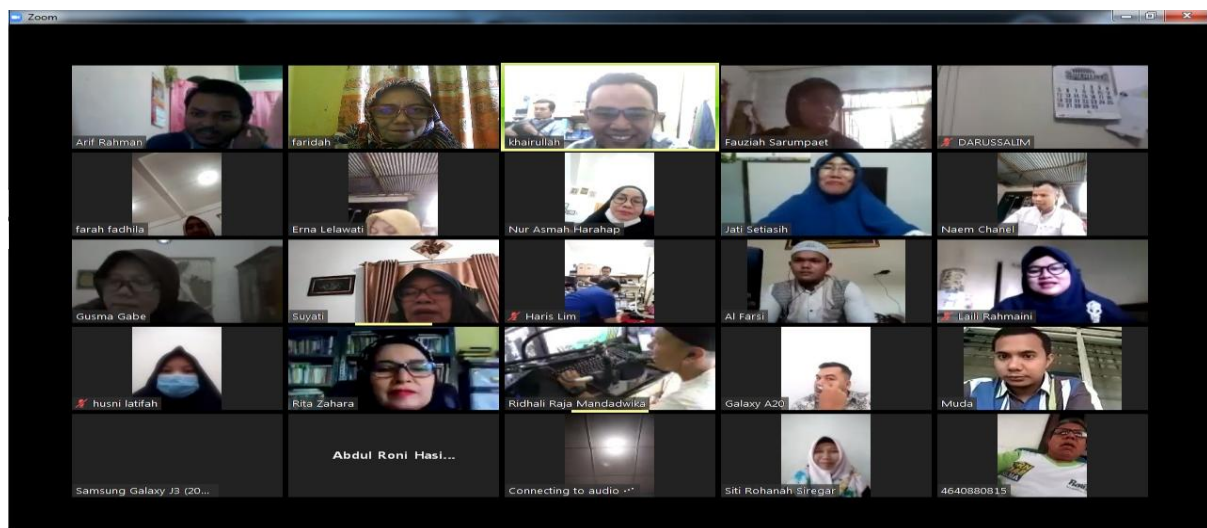 Zoom
Arif Rahman
faridah
khairullah
Fauziah Sarumpaet
DARUSSALIM
farah fadhila
Erna Lelawati
Nur Asmah Harahap
Jati Setiasih
Naem Chanel
Gusma Gabe
Suyati
Haris Lim
Al Farsi
Laili Rahmaini
husni latifah
Rita Zahara
Ridhali Raja Mandadwika
Galaxy A20
Muda
Samsung Galaxy J3 (20...
Abdul Roni Hasi...
Connecting to audio ...
Siti Rohanah Siregar
4640880815